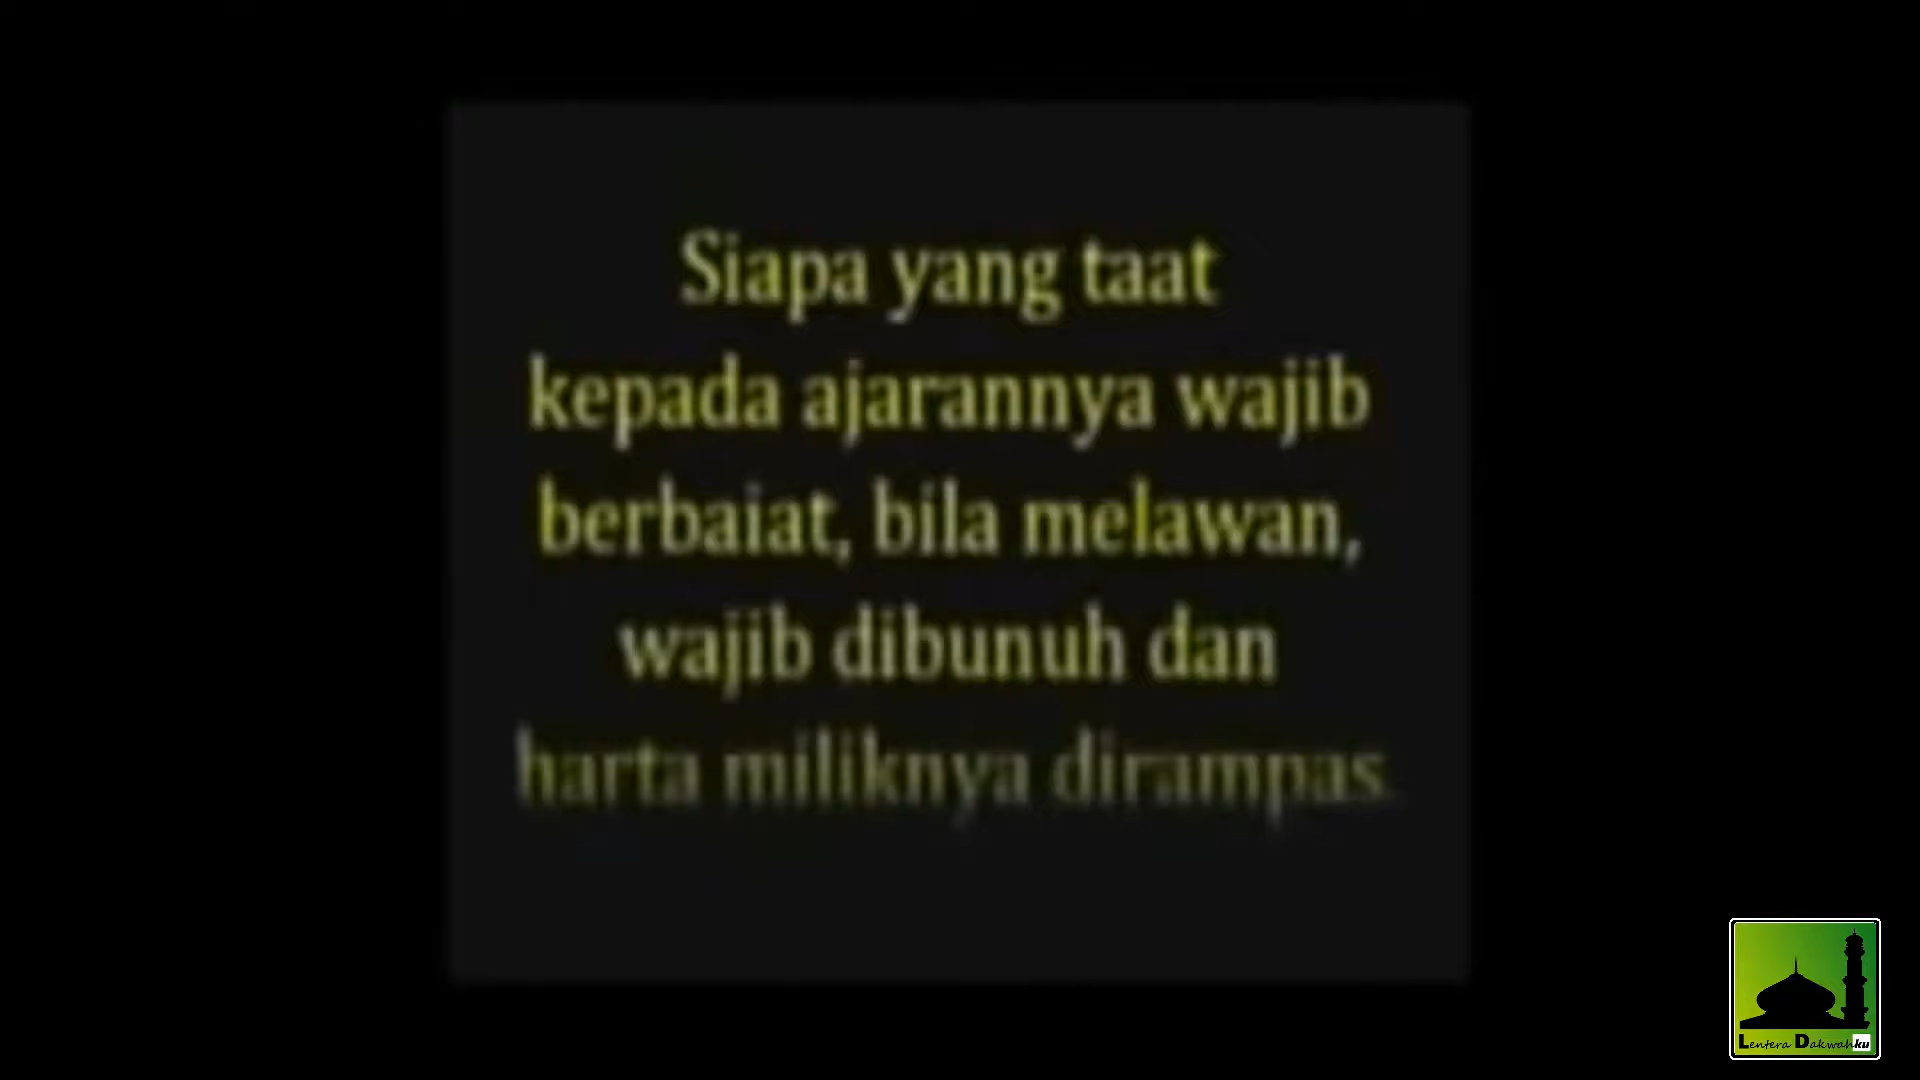 Siapa yang taat
kepada ajarannya wajib
berbaiat, bila melawan,
wajib dibunuh dan
harta miliknya dirampas.
Lentera Dakwahku